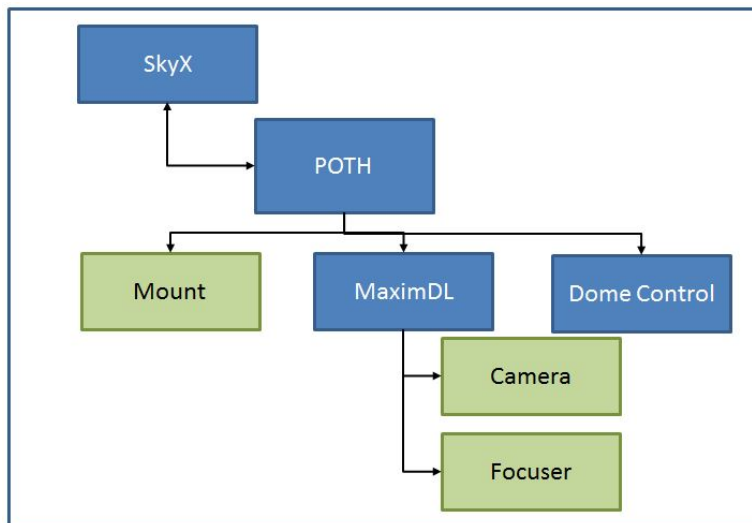 SkyX
POTH
Mount
MaximDL
Dome Control
Camera
Focuser